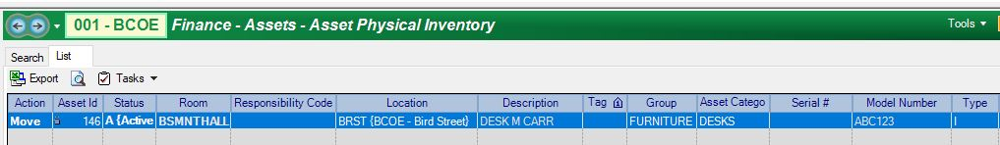 001 - BCOE Finance - Assets - Asset Physical Inventory Tools
Search List
Export Tasks
Action Asset Id Status Room Responsibility Code Location Description Tag Group Asset Catego Serial # Model Number Type
Move 146 A {Active BSMNTHALL BRST {BCOE - Bird Street} DESK M CARR FURNITURE DESKS ABC123 I